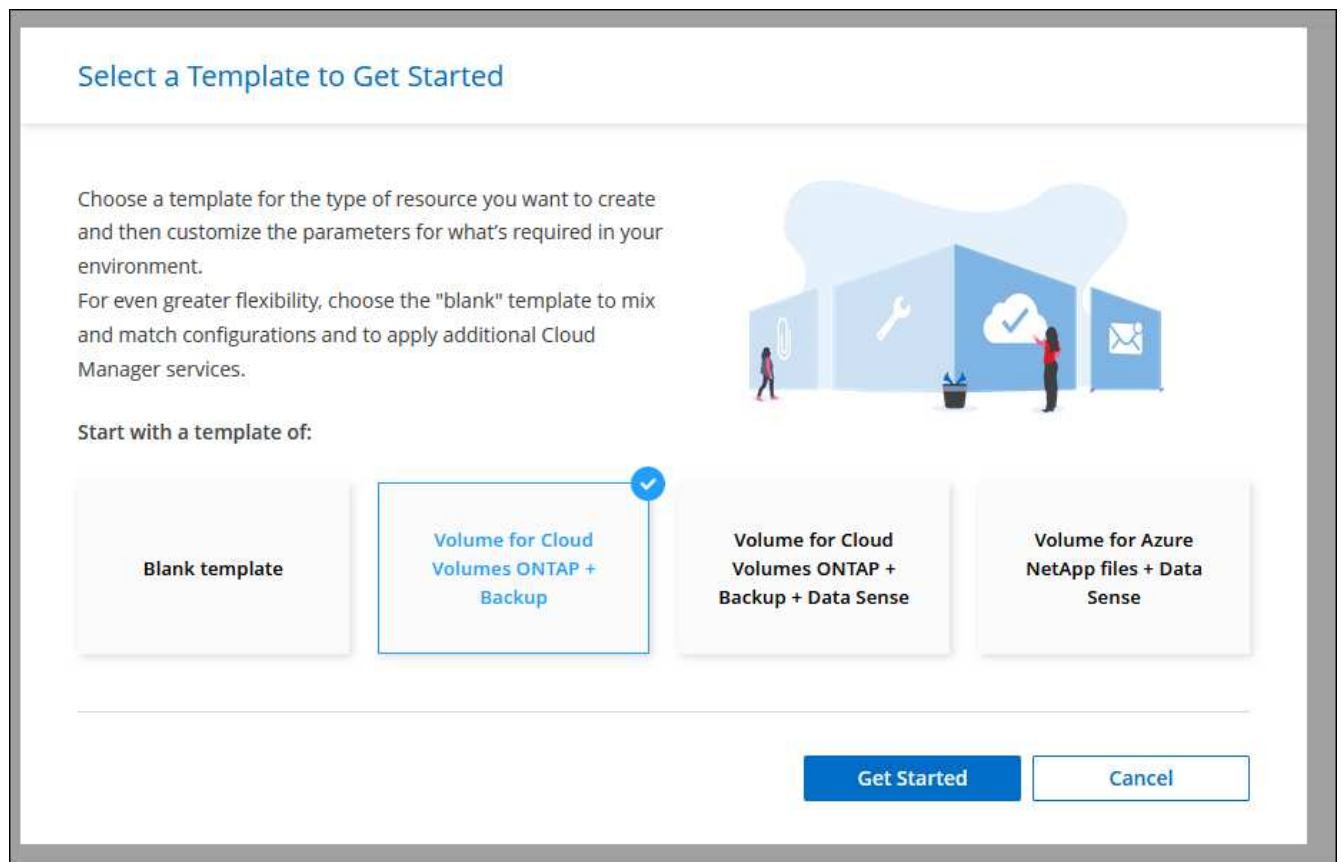 Select a Template to Get Started
Choose a template for the type of resource you want to create
and then customize the parameters for what's required in your
environment.
For even greater flexibility, choose the "blank" template to mix
and match configurations and to apply additional Cloud
Manager services.
Start with a template of:
Blank template
Volume for Cloud
Volumes ONTAP +
Backup
Volume for Cloud
Volumes ONTAP +
Backup + Data Sense
Volume for Azure
NetApp files + Data
Sense
Get Started
Cancel